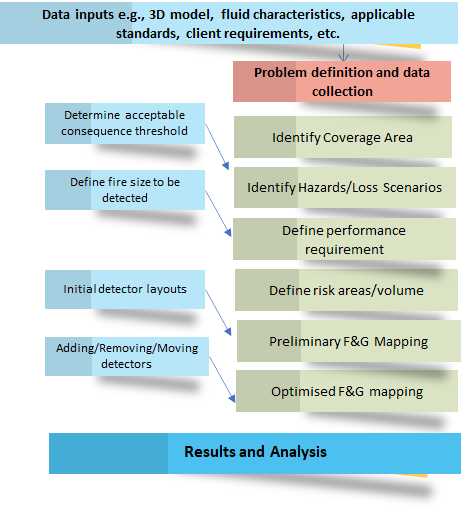 Data inputs e.g., 3D model, fluid characteristics, applicable
standards, client requirements, etc.
Problem definition and data
collection
Determine acceptable
consequence threshold
Identify Coverage Area
Define fire size to be
detected
Identify Hazards/Loss Scenarios
Define performance
requirement
Initial detector layouts
Define risk areas/volume
Adding/Removing/Moving
detectors
Preliminary F&G Mapping
Optimised F&G mapping
Results and Analysis